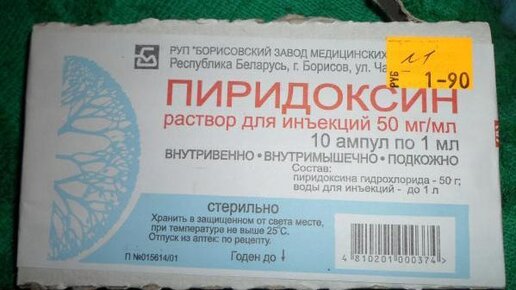 РУП "БОРИСОВСКИЙ ЗАВОД МЕДИЦИНСКИХ
Республика Беларусь, г. Борисов, ул.
РУБ
11
1-90
ПИРИДОКСИН
раствор для инъекций 50 мг/мл
10 ампул по 1 мл
ВНУТРИВЕННО • ВНУТРИМЫШЕЧНО • ПОДКОЖНО
Состав:
пиридоксина гидрохлорида - 50 г;
воды для инъекций - до 1 л
стерильно
Хранить в защищенном от света месте,
при температуре не выше 25°С.
Отпуск из аптек: по рецепту.
Годен до
П №015614/01
4 810201 000374